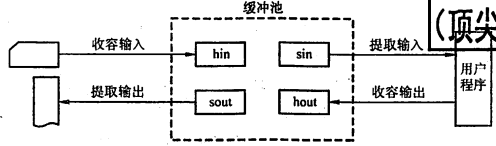 缓冲池
(顶尖
收容输入
hin
sin
提取输入
用户
程序
提取输出
sout
hout
收容输出